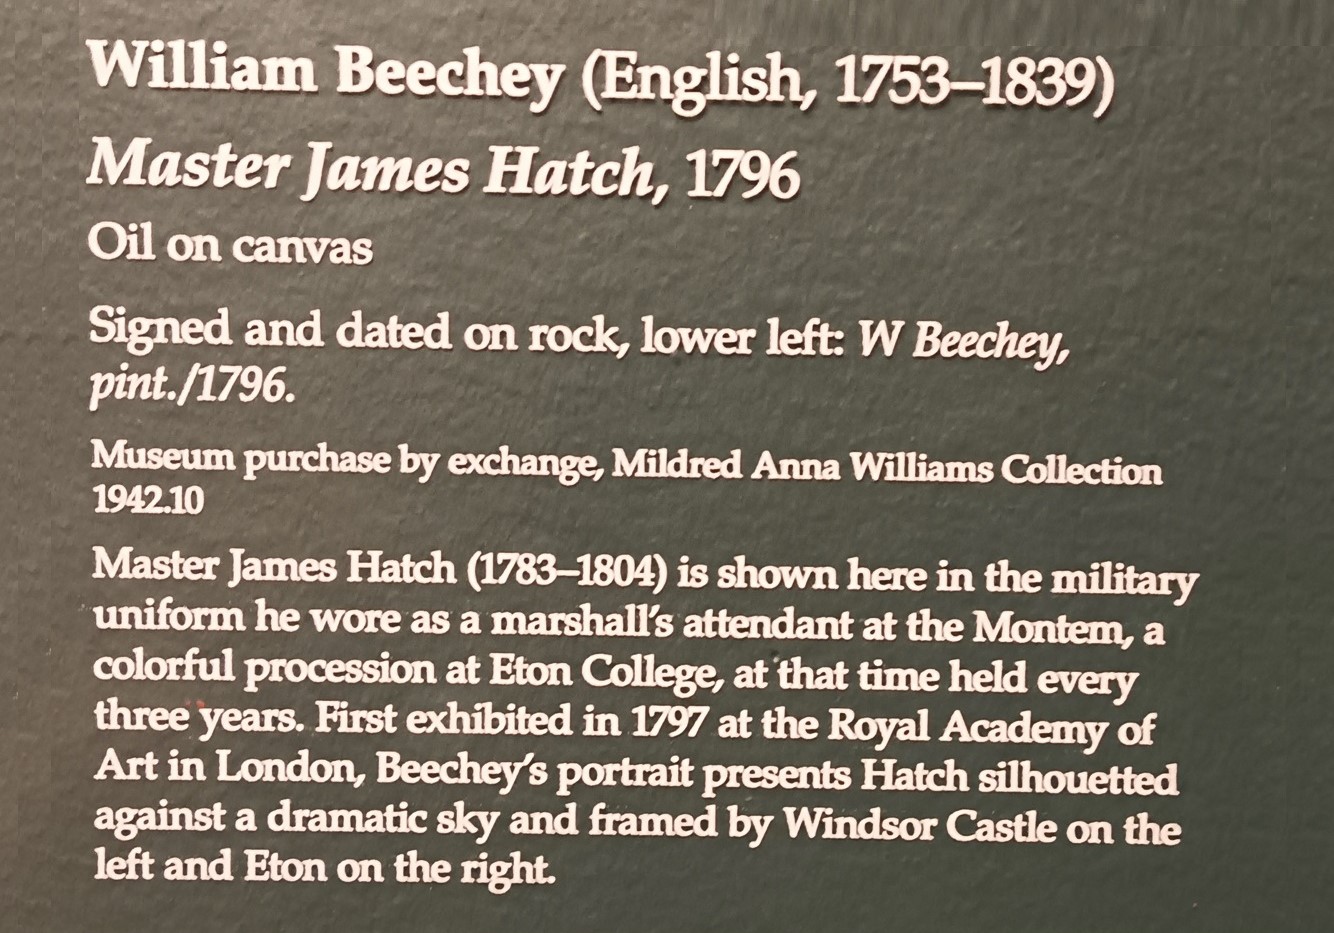 William Beechey (English, 1753–1839)
Master James Hatch, 1796
Oil on canvas
Signed and dated on rock, lower left: W Beechey,
pint./1796.
Museum purchase by exchange, Mildred Anna Williams Collection
1942.10
Master James Hatch (1783–1804) is shown here in the military
uniform he wore as a marshall's attendant at the Montem, a
colorful procession at Eton College, at that time held every
three years. First exhibited in 1797 at the Royal Academy of
Art in London, Beechey's portrait presents Hatch silhouetted
against a dramatic sky and framed by Windsor Castle on the
left and Eton on the right.